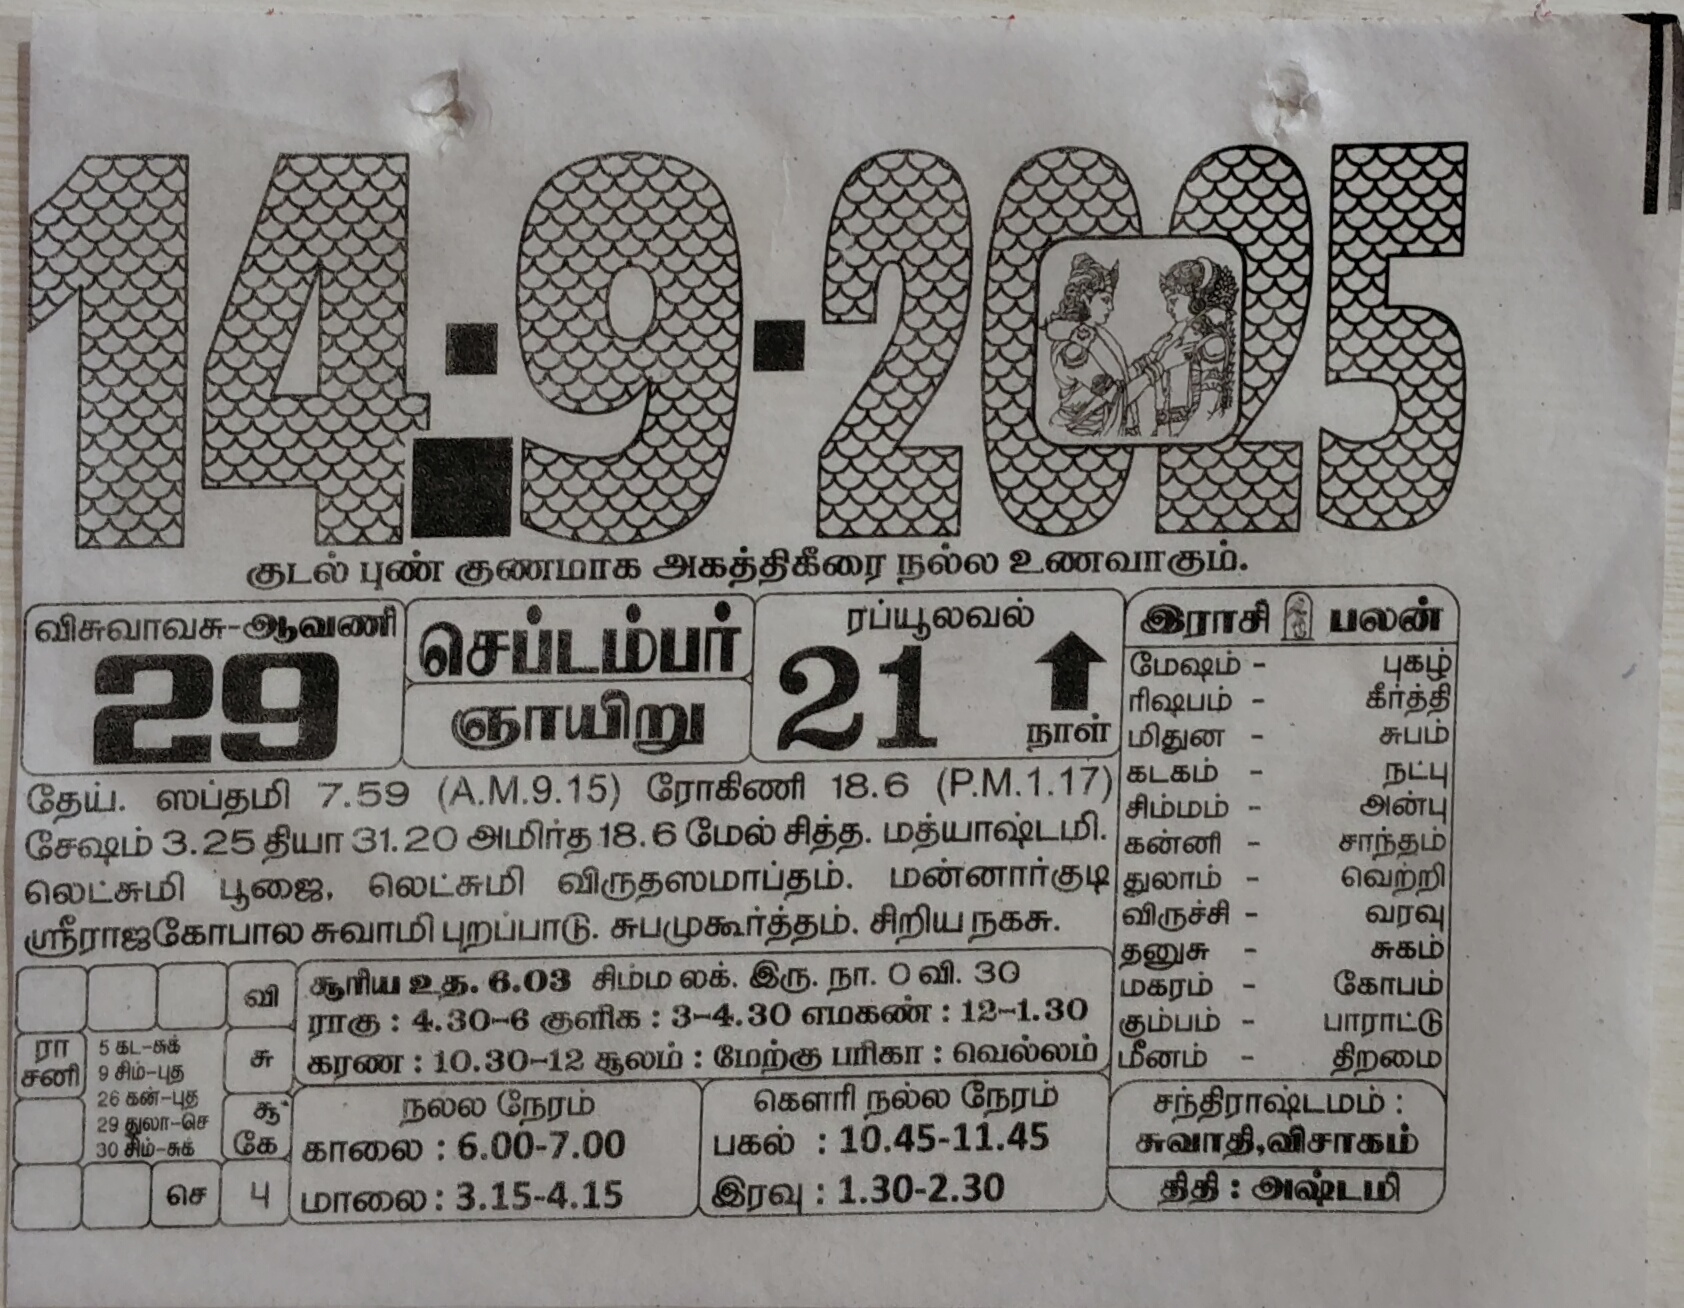 14.9.2025
குடல் புண் குணமாக அகத்திகீரை நல்ல உணவாகும்.
விசுவாவசு-ஆவணி
29
செப்டம்பர்
ஞாயிறு
ரப்யூலவல்
21
நாள்
தேய். ஸப்தமி 7.59 (A.M.9.15) ரோகிணி 18.6 (P.M.1.17)
சேஷம் 3.25 தியா 31.20 அமிர்த 18.6 மேல் சித்த. மத்யாஷ்டமி.
லெட்சுமி பூஜை, லெட்சுமி விருதஸமாப்தம். மன்னார்குடி
ஸ்ரீராஜகோபால சுவாமி புறப்பாடு. சுபமுகூர்த்தம். சிறிய நகசு.
இராசி பலன்
மேஷம் - புகழ்
ரிஷபம் - கீர்த்தி
மிதுன - சுபம்
கடகம் - நட்பு
சிம்மம் - அன்பு
கன்னி - சாந்தம்
துலாம் - வெற்றி
விருச்சி - வரவு
தனுசு - சுகம்
மகரம் - கோபம்
கும்பம் - பாராட்டு
மீனம் - திறமை
வி
ரா
சனி
சு
சூ
கே
செ
பு
5 கட-சுக்
9 சிம்-புத
26 கன்-புத
29 துலா-செ
30 சிம்-சுக்
சூரிய உத. 6.03 சிம்ம லக். இரு. நா. 0 வி. 30
ராகு : 4.30-6 குளிக : 3-4.30 எமகண் : 12-1.30
கரண : 10.30-12 சூலம் : மேற்கு பரிகா : வெல்லம்
நல்ல நேரம்
காலை : 6.00-7.00
மாலை : 3.15-4.15
கௌரி நல்ல நேரம்
பகல் : 10.45-11.45
இரவு : 1.30-2.30
சந்திராஷ்டமம் :
சுவாதி,விசாகம்
திதி : அஷ்டமி